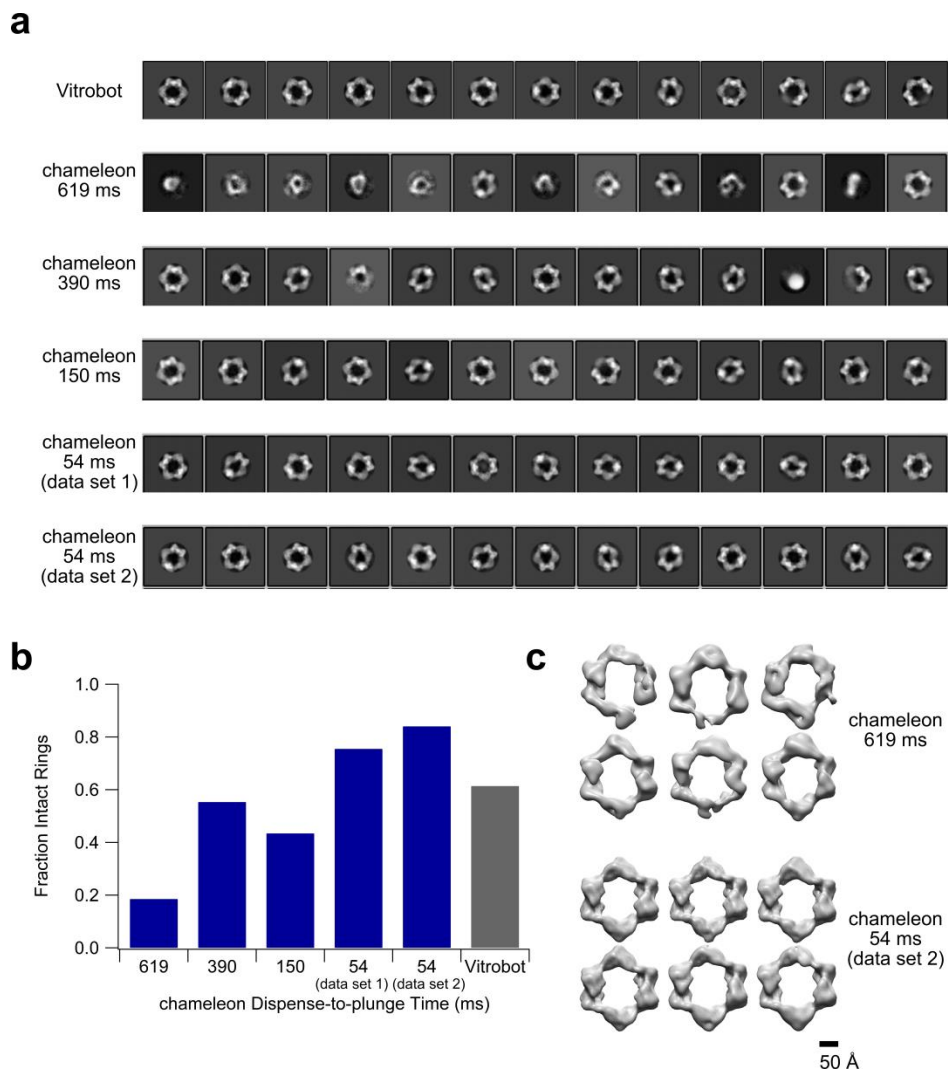 a
Vitrobot
chameleon
619 ms
chameleon
390 ms
chameleon
150 ms
chameleon
54 ms
(data set 1)
chameleon
54 ms
(data set 2)
b
Fraction Intact Rings
1.0
0.8
0.6
0.4
0.2
0.0
619 390 150 54 54 Vitrobot
(data set 1) (data set 2)
chameleon Dispense-to-plunge Time (ms)
c
chameleon
619 ms
chameleon
54 ms
(data set 2)
50 Å